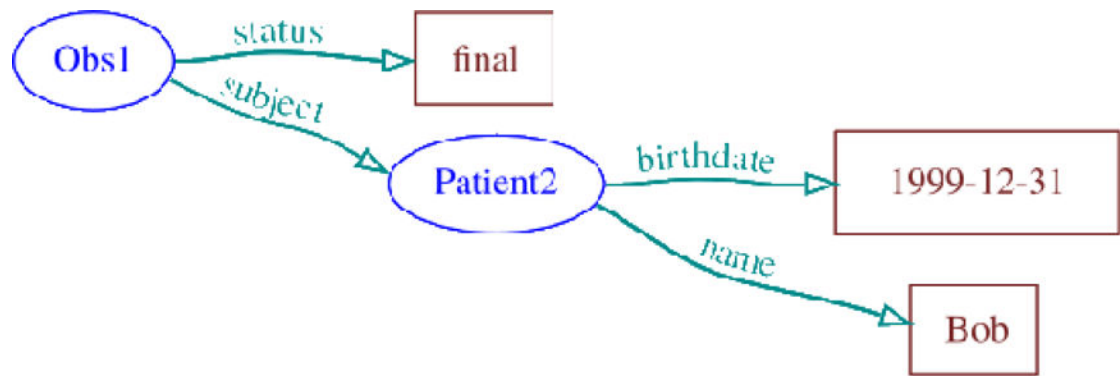 status
Obs1
final
subject
birthdate
Patient2
1999-12-31
name
Bob